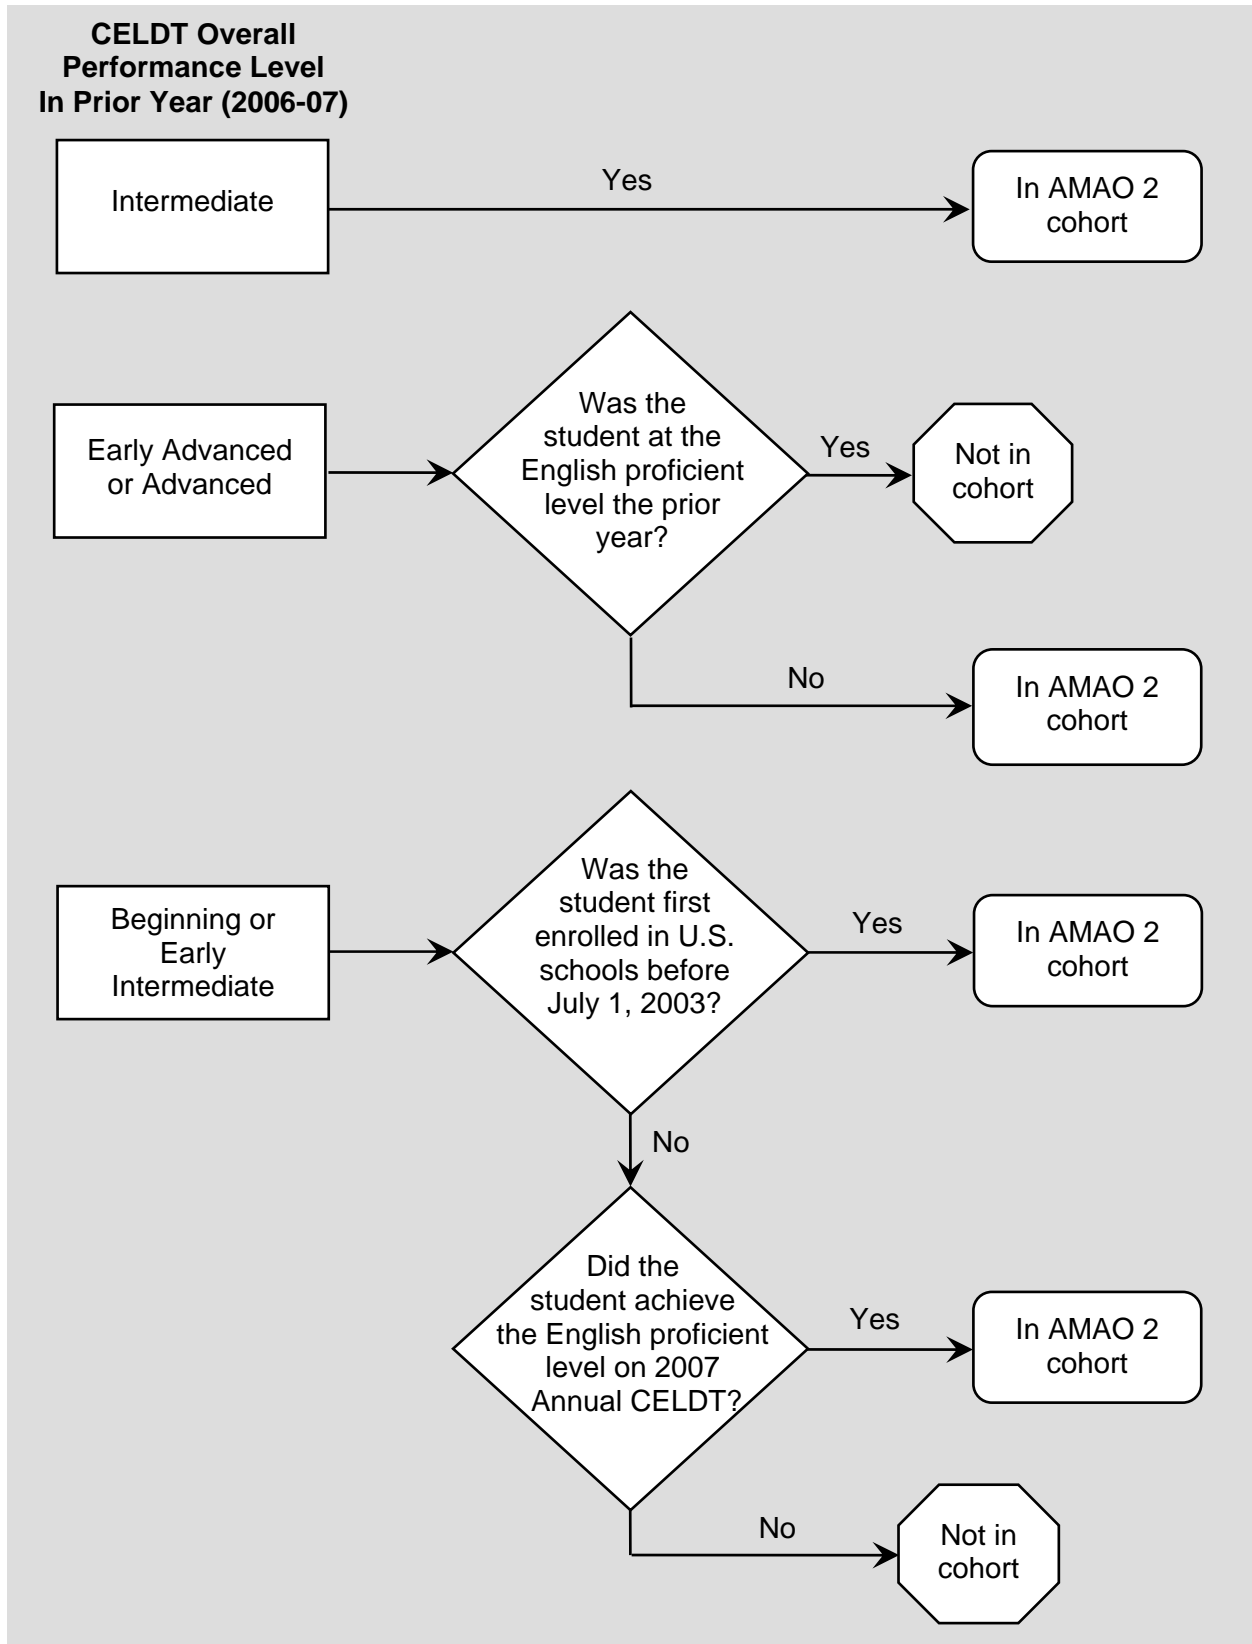 CELDT Overall
Performance Level
In Prior Year (2006-07)
Intermediate
Yes
In AMAO 2
cohort
Early Advanced
or Advanced
Was the
student at the
English proficient
level the prior
year?
Yes
Not in
cohort
No
In AMAO 2
cohort
Beginning or
Early
Intermediate
Was the
student first
enrolled in U.S.
schools before
July 1, 2003?
Yes
In AMAO 2
cohort
No
Did the
student achieve
the English proficient
level on 2007
Annual CELDT?
Yes
In AMAO 2
cohort
No
Not in
cohort